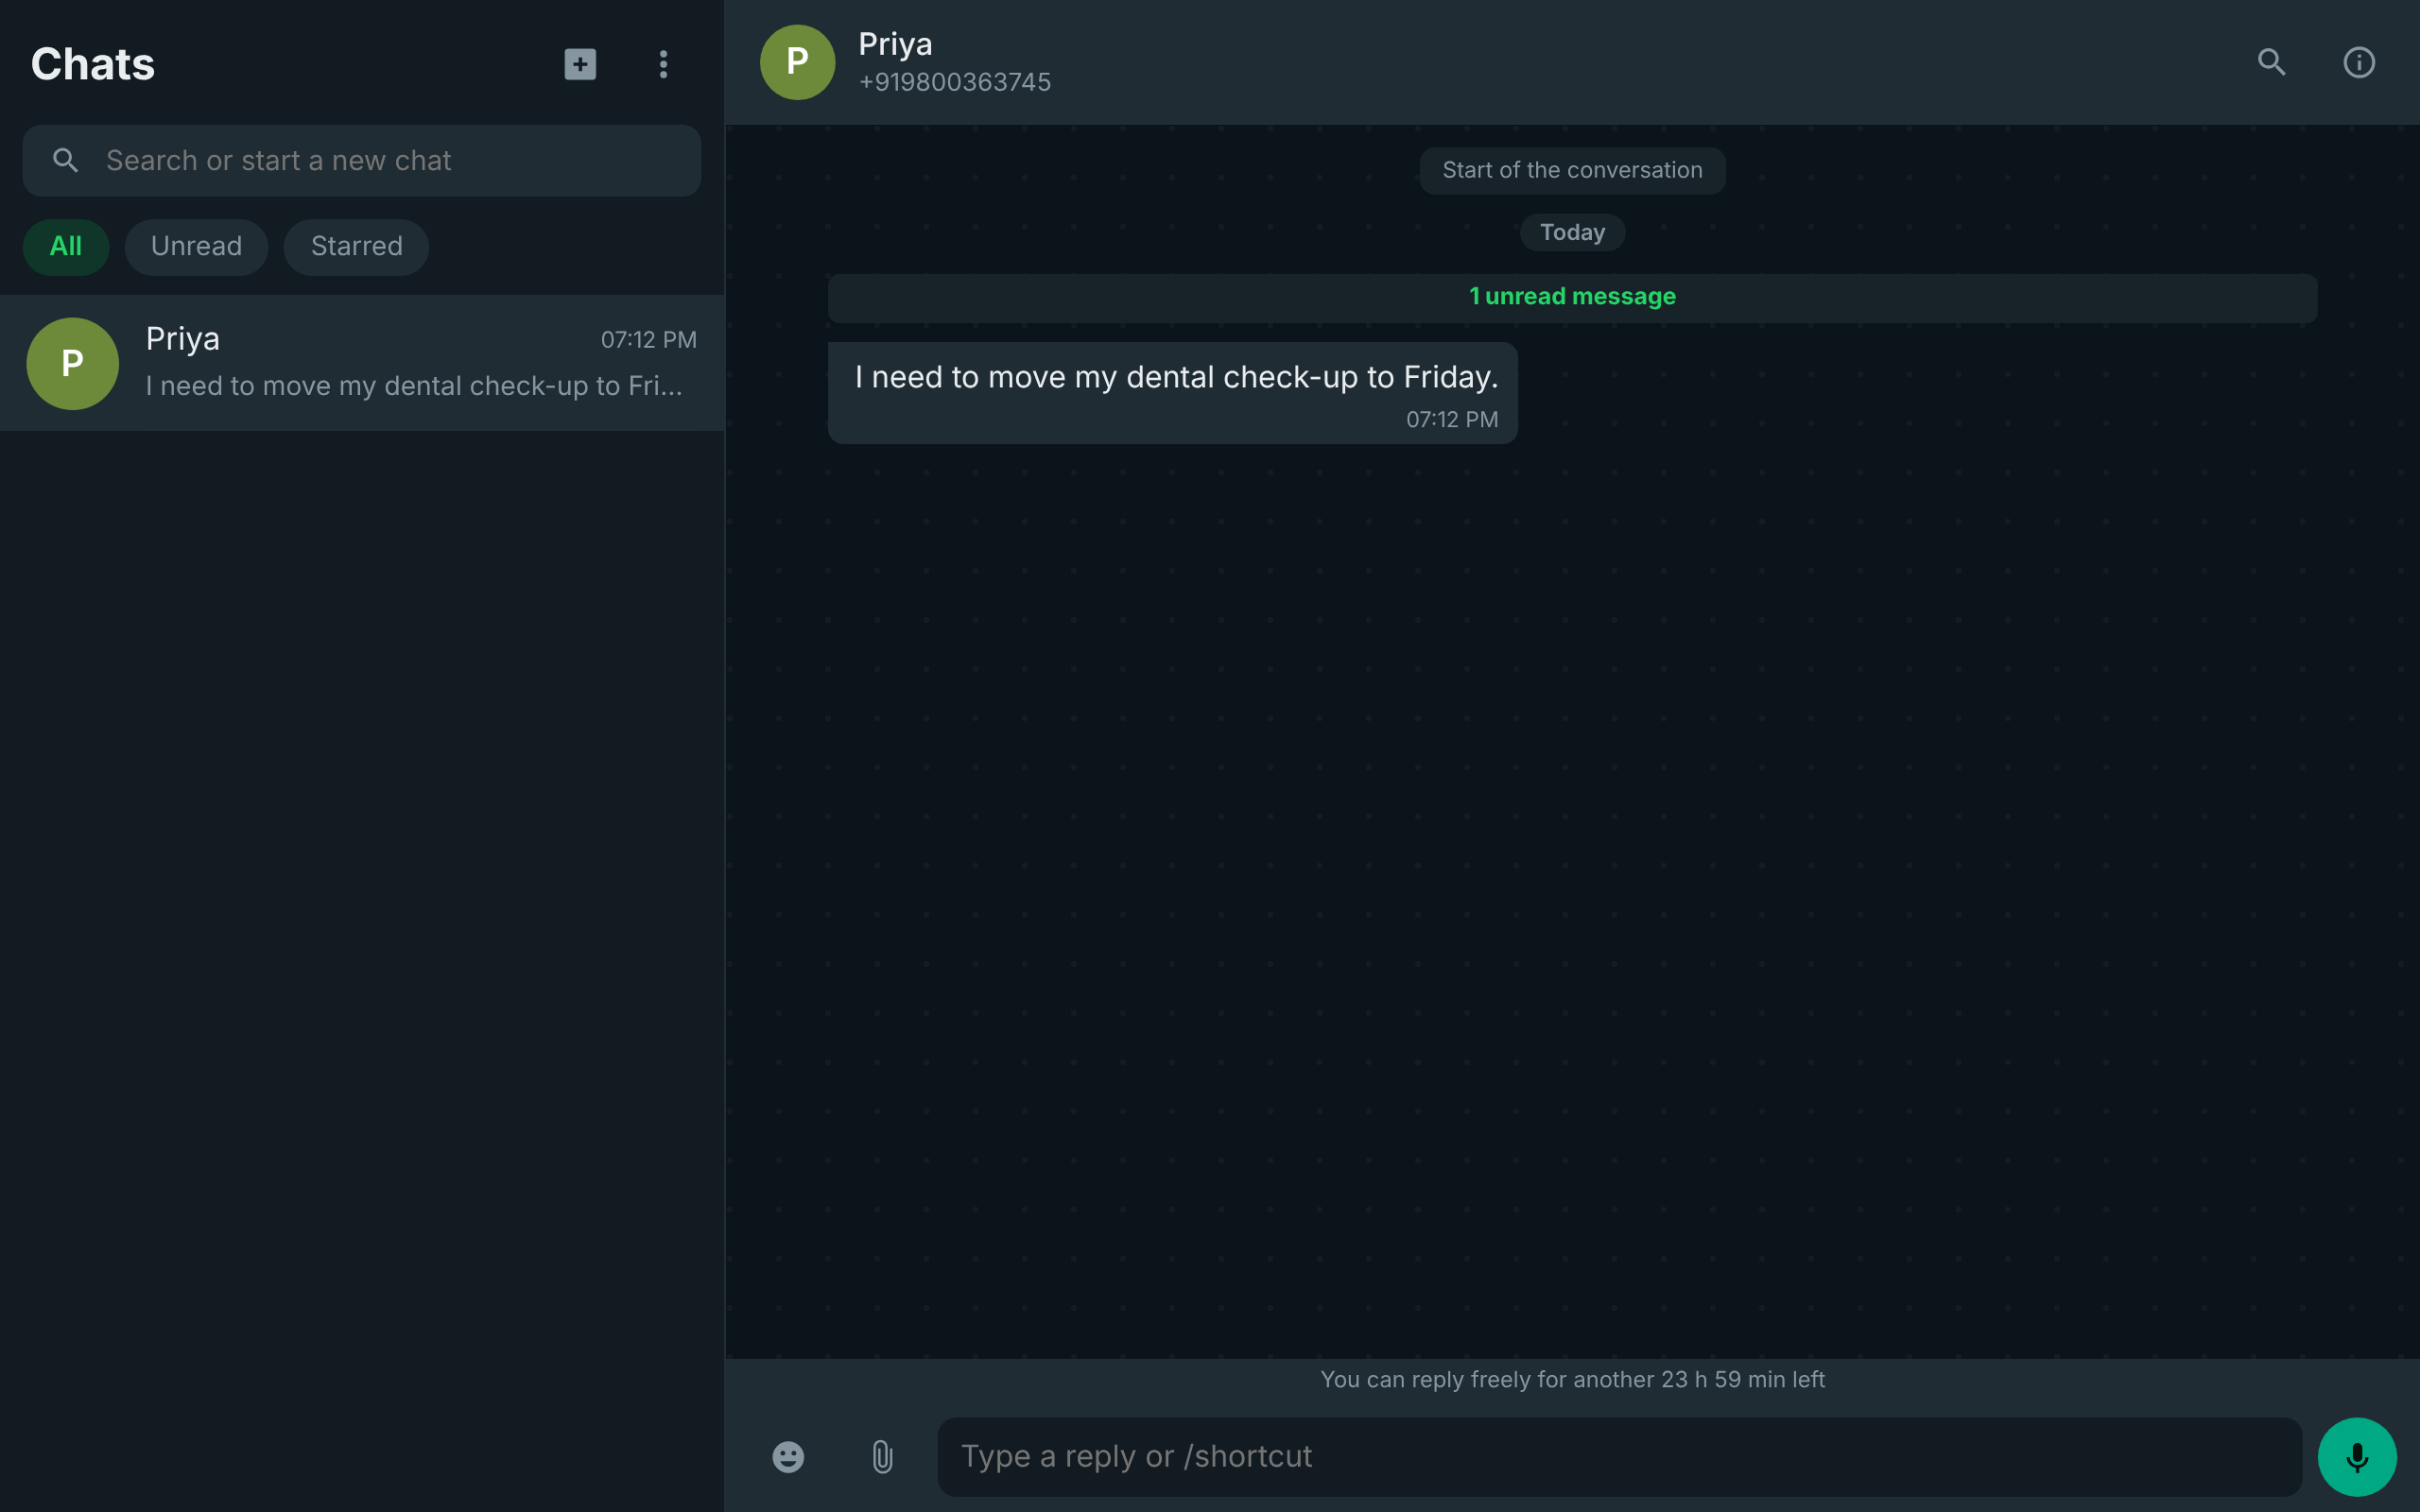 Chats
Search or start a new chat
All
Unread
Starred
P
Priya
07:12 PM
I need to move my dental check-up to Fri...
P
Priya
+919800363745
Start of the conversation
Today
1 unread message
I need to move my dental check-up to Friday.
07:12 PM
You can reply freely for another 23 h 59 min left
Type a reply or /shortcut